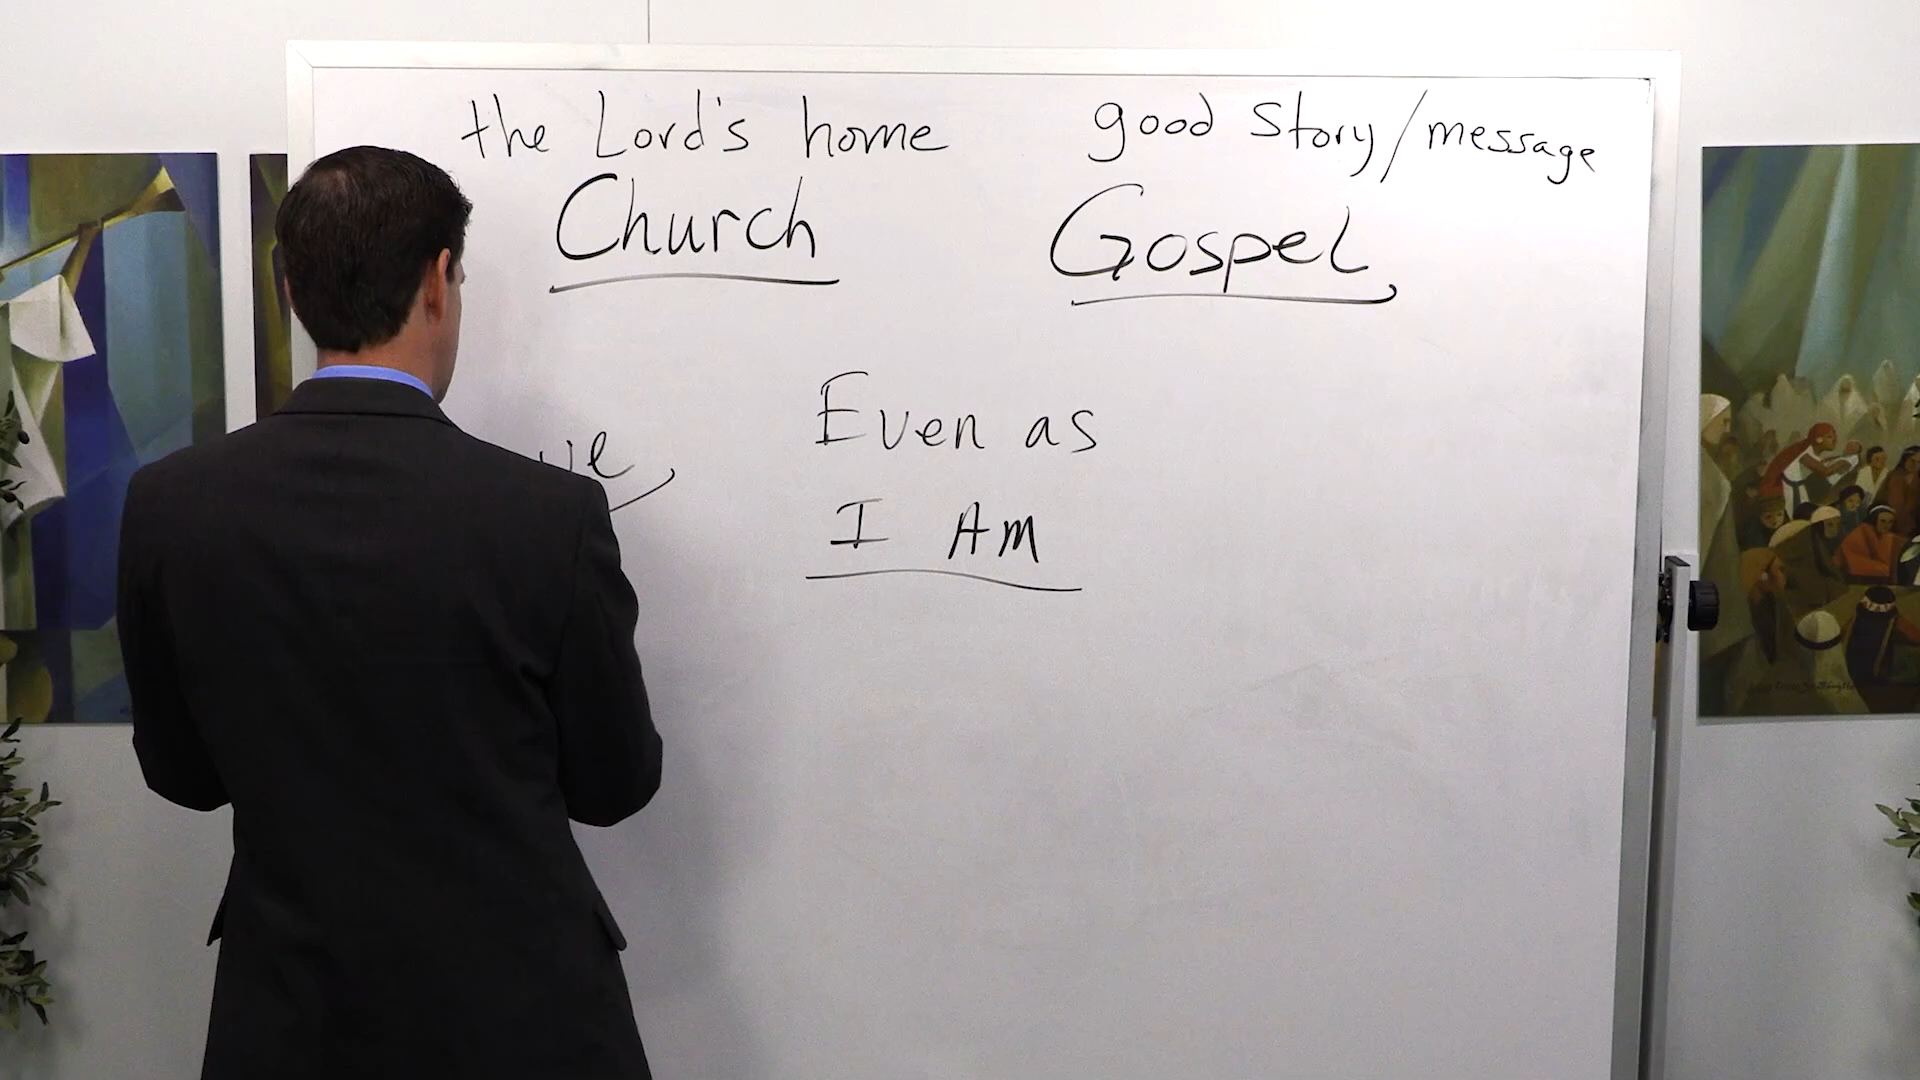 the Lord's home
Church
good Story/message
Gospel
Even as
I AM